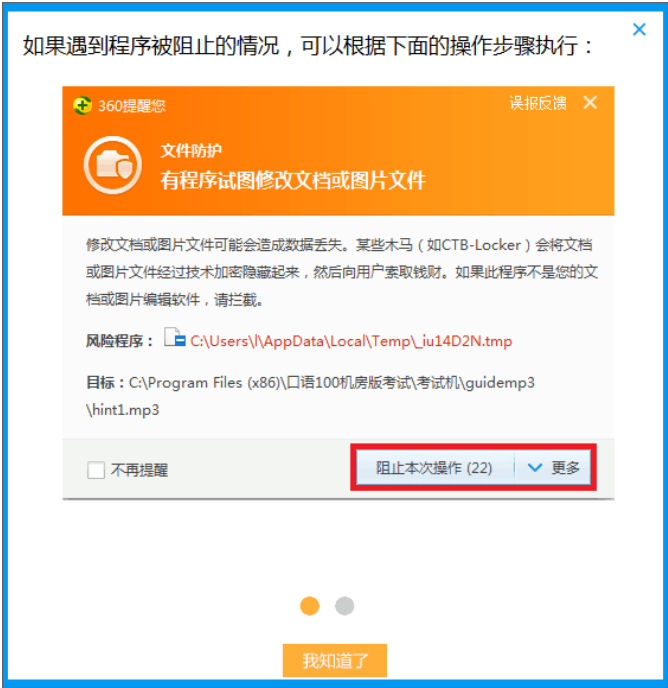 如果遇到程序被阻止的情况，可以根据下面的操作步骤执行：
360提醒您
误报反馈
文件防护
有程序试图修改文档或图片文件
修改文档或图片文件可能会造成数据丢失。某些木马（如CTB-Locker）会将文档
或图片文件经过技术加密隐藏起来，然后向用户索取钱财。如果此程序不是您的文
档或图片编辑软件，请拦截。
风险程序： C:\Users\l\AppData\Local\Temp\_iu14D2N.tmp
目标：C:\Program Files (x86)\口语100机房版考试\考试机\guidemp3
\hint1.mp3
不再提醒
阻止本次操作 (22)
更多
我知道了